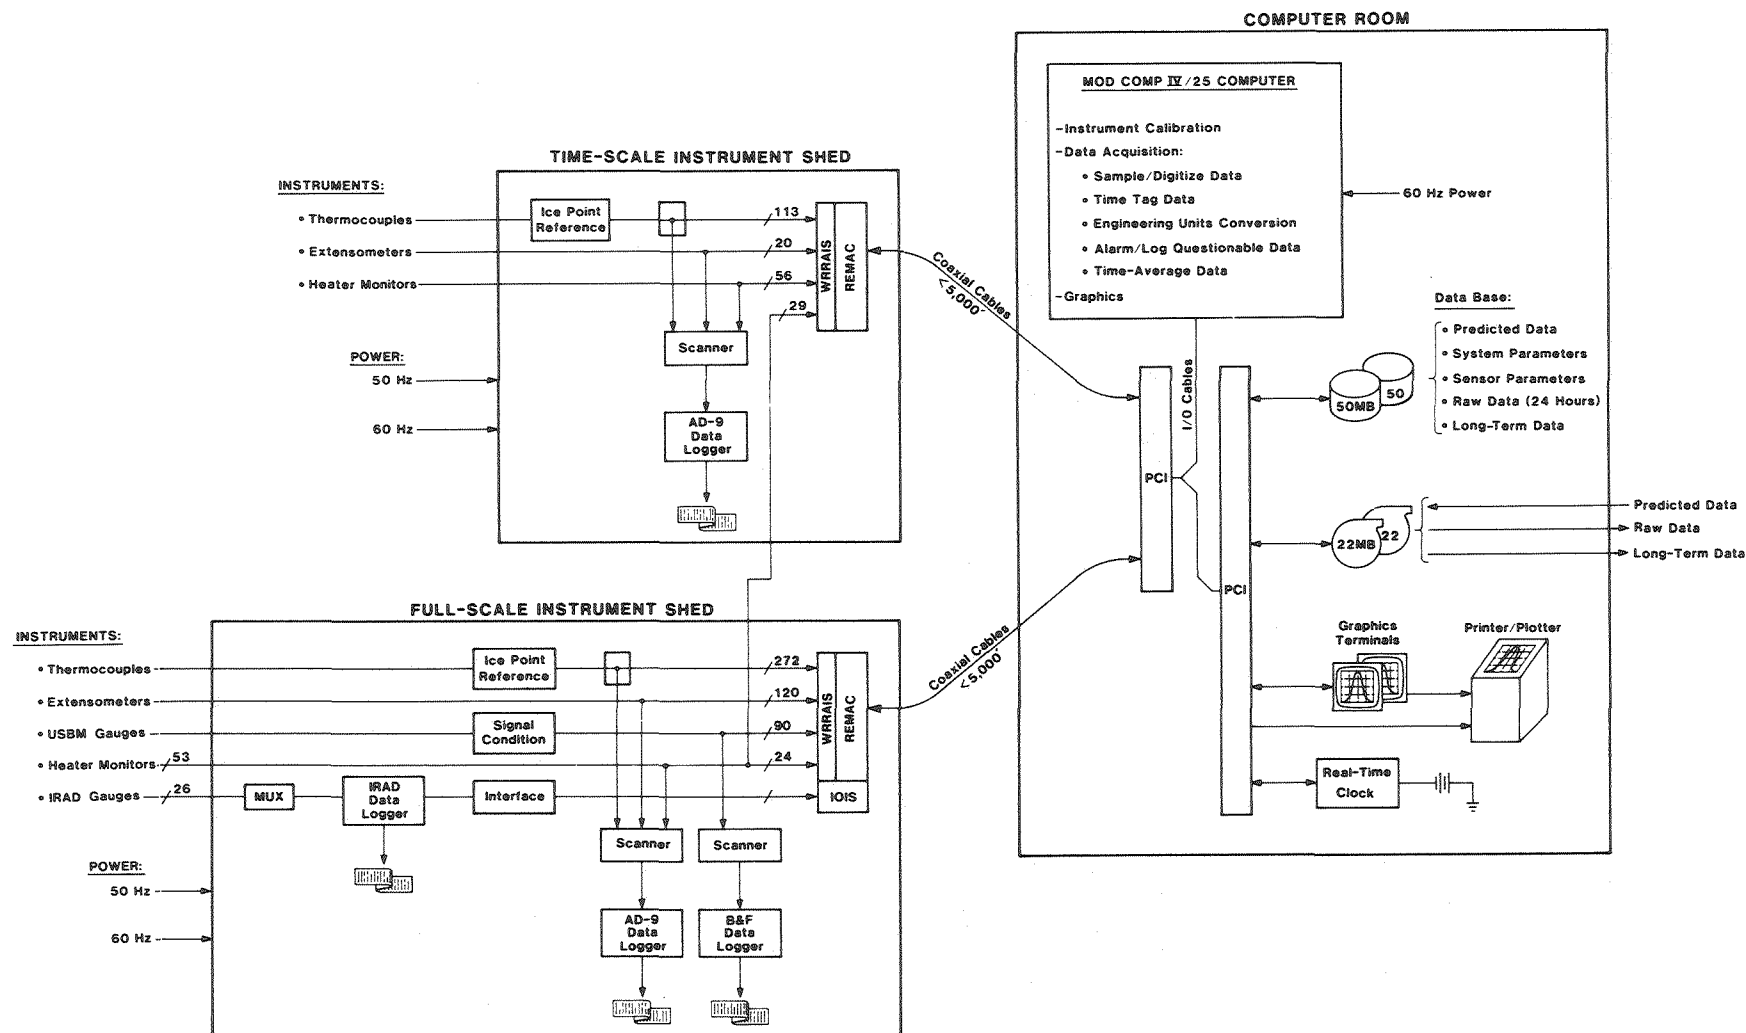 COMPUTER ROOM
MOD COMP IV/25 COMPUTER
-Instrument Calibration
-Data Acquisition:
• Sample/Digitize Data
• Time Tag Data
• Engineering Units Conversion
• Alarm/Log Questionable Data
• Time-Average Data
-Graphics
60 Hz Power
TIME-SCALE INSTRUMENT SHED
INSTRUMENTS:
• Thermocouples
Ice Point
Reference
113
• Extensometers
20
• Heater Monitors
56
29
WRRAIS
REMAC
Scanner
POWER:
50 Hz
60 Hz
AD-9
Data
Logger
Coaxial Cables
<5,000'
I/O Cables
PCI
PCI
Data Base:
• Predicted Data
• System Parameters
• Sensor Parameters
• Raw Data (24 Hours)
• Long-Term Data
50MB
50
22MB
22
Predicted Data
Raw Data
Long-Term Data
Graphics
Terminals
Printer/Plotter
Real-Time
Clock
FULL-SCALE INSTRUMENT SHED
INSTRUMENTS:
• Thermocouples
Ice Point
Reference
272
• Extensometers
120
• USBM Gauges
Signal
Condition
90
• Heater Monitors
53
24
• IRAD Gauges
26
MUX
IRAD
Data
Logger
Interface
WRRAIS
REMAC
IOIS
Coaxial Cables
<5,000'
Scanner
Scanner
POWER:
50 Hz
60 Hz
AD-9
Data
Logger
B&F
Data
Logger